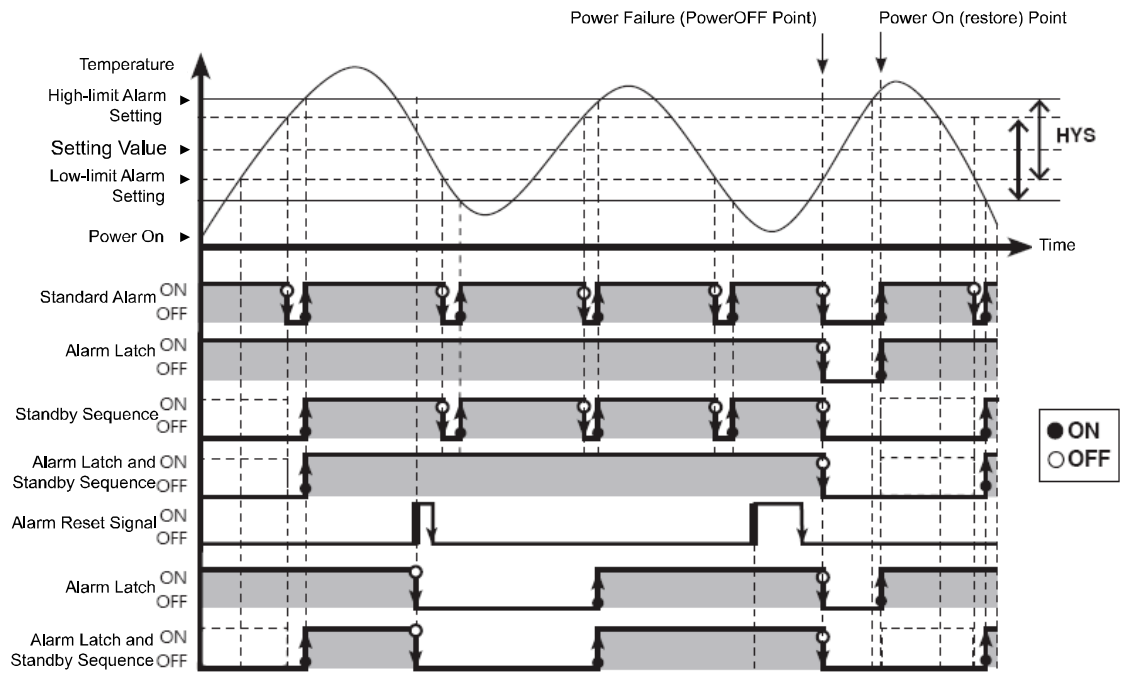 Power Failure (PowerOFF Point)
Power On (restore) Point
Temperature
High-limit Alarm
Setting
HYS
Setting Value
Low-limit Alarm
Setting
Power On
Time
Standard Alarm
ON
OFF
Alarm Latch
ON
OFF
Standby Sequence
ON
OFF
ON
OFF
Alarm Latch and
Standby Sequence
ON
OFF
Alarm Reset Signal
ON
OFF
Alarm Latch
ON
OFF
Alarm Latch and
Standby Sequence
ON
OFF